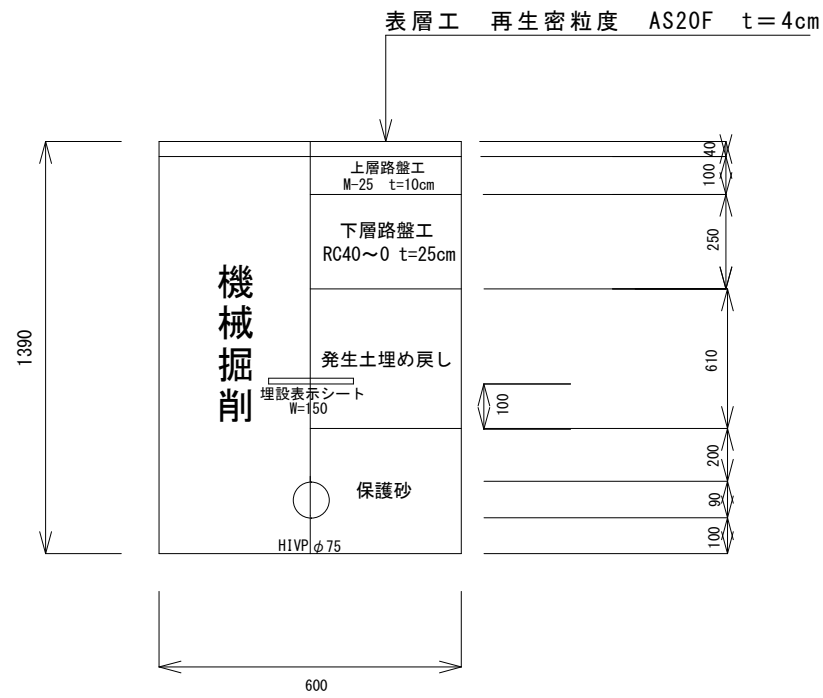 表層工　再生密粒度　AS20F　t＝4cm
上層路盤工
M-25　t=10cm
下層路盤工
RC40～0 t=25cm
機械掘削
発生土埋め戻し
埋設表示シート
W=150
保護砂
HIVPφ75
1390
600
40
100
250
610
100
200
90
100